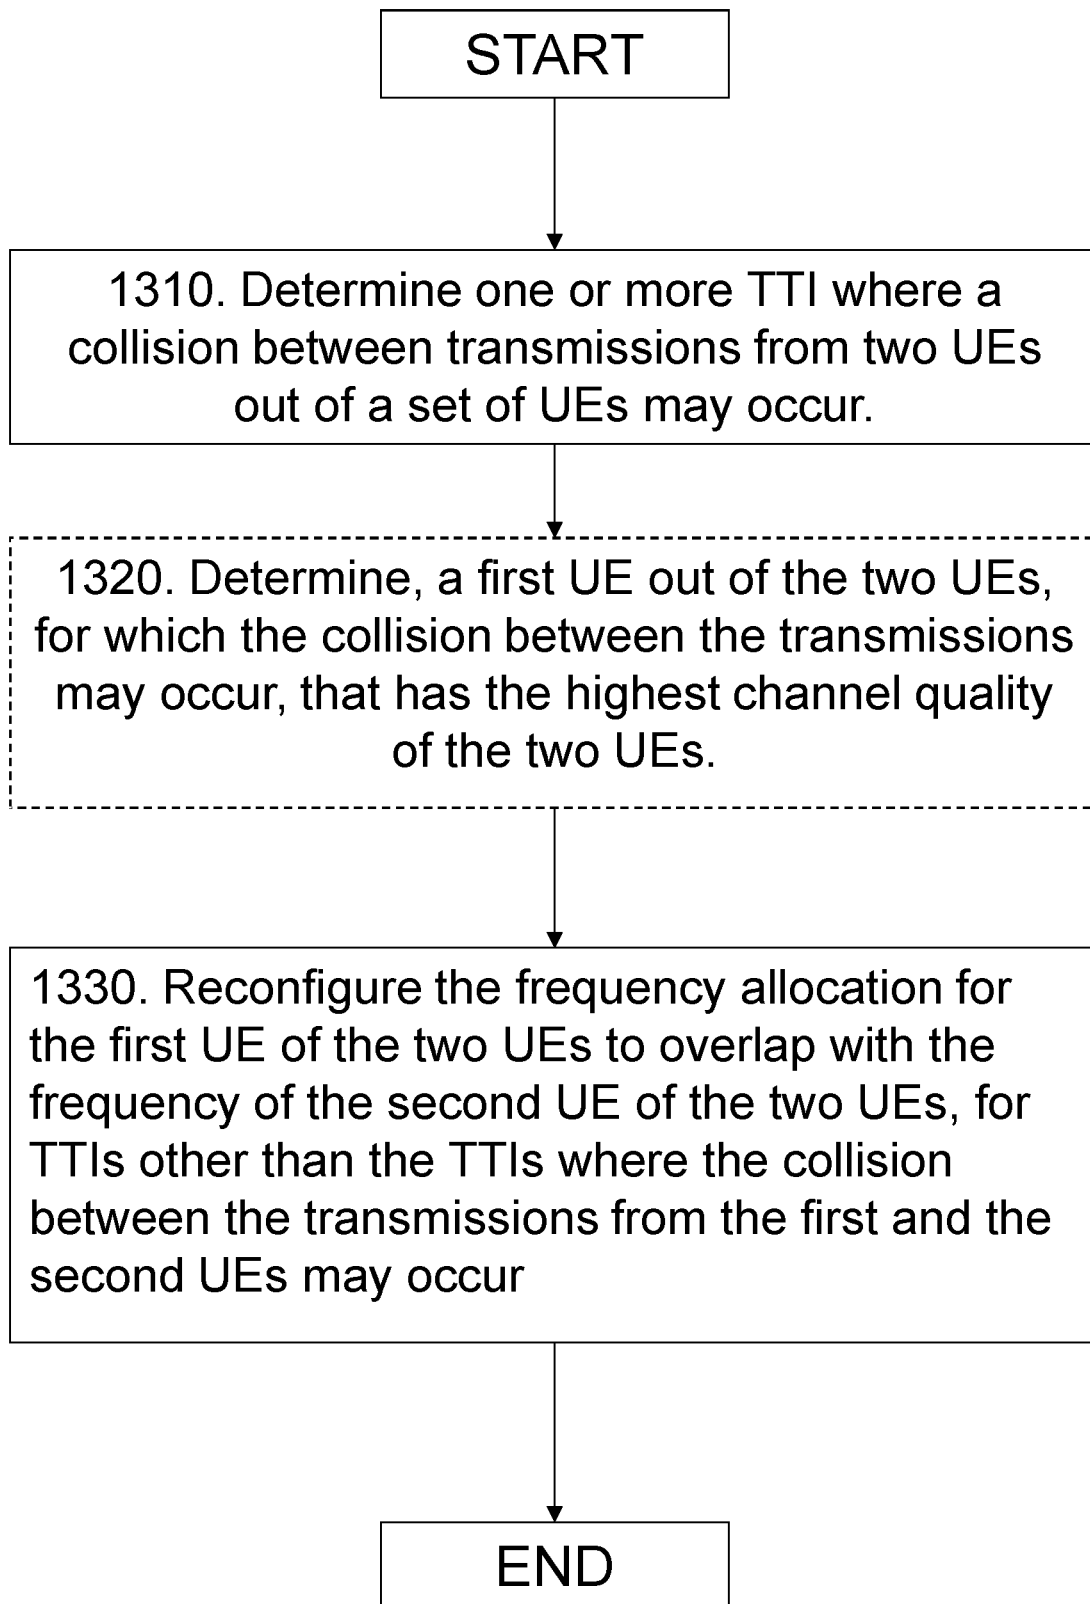 START
1310. Determine one or more TTI where a
collision between transmissions from two UEs
out of a set of UEs may occur.
1320. Determine, a first UE out of the two UEs,
for which the collision between the transmissions
may occur, that has the highest channel quality
of the two UEs.
1330. Reconfigure the frequency allocation for
the first UE of the two UEs to overlap with the
frequency of the second UE of the two UEs, for
TTIs other than the TTIs where the collision
between the transmissions from the first and the
second UEs may occur
END